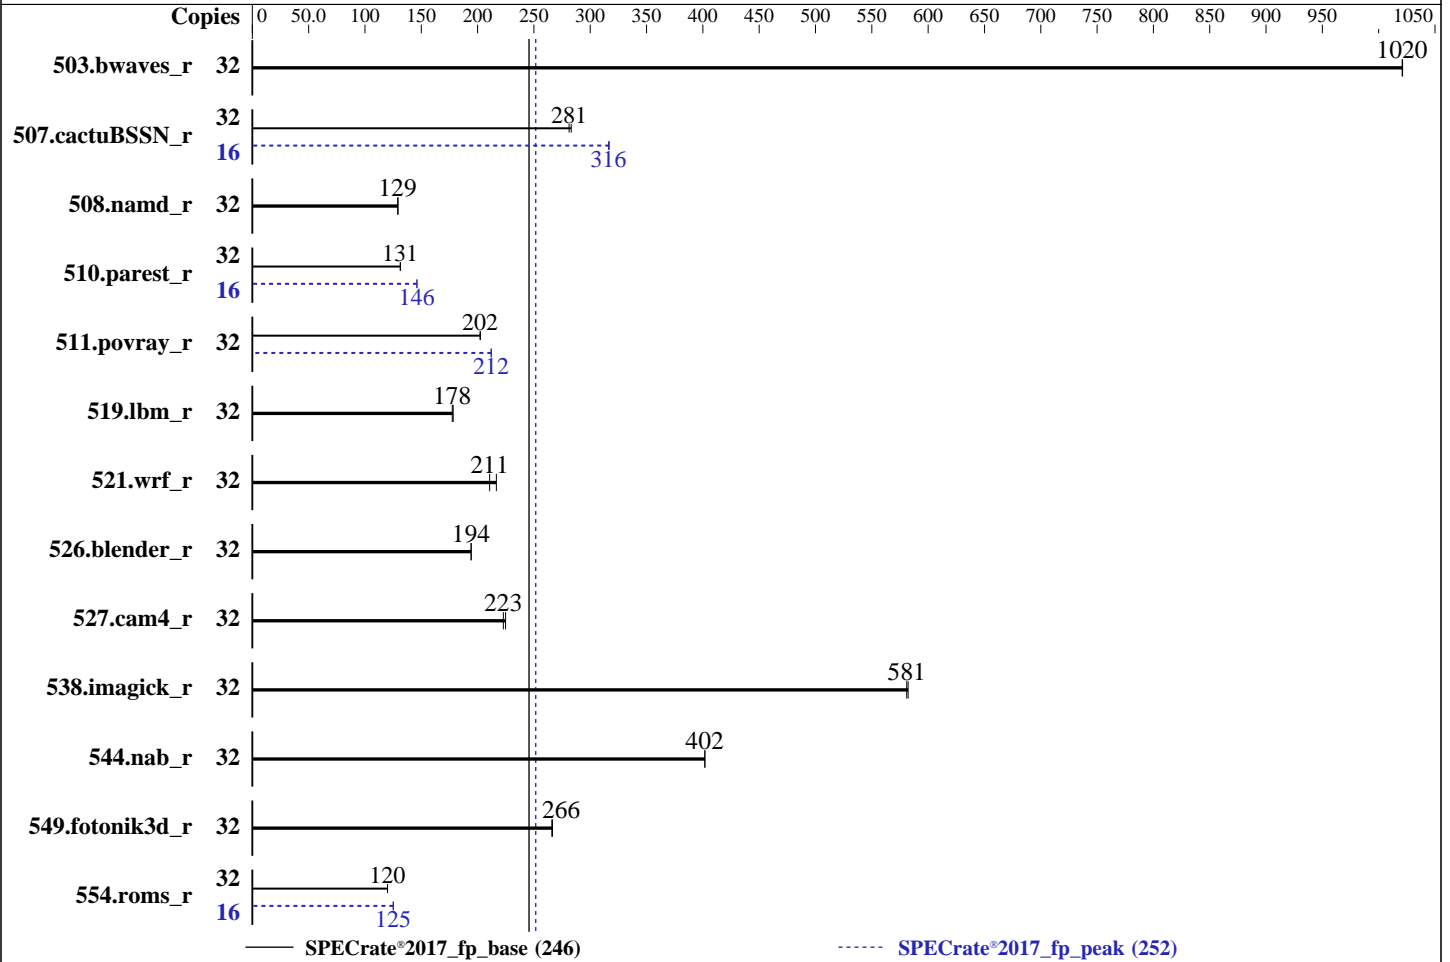 Copies 0 50.0 100 150 200 250 300 350 400 450 500 550 600 650 700 750 800 850 900 950 1050
1020
503.bwaves_r 32
32 281
507.cactuBSSN_r
16 316
129
508.namd_r 32
32 131
510.parest_r
16 146
202
511.povray_r 32
212
178
519.lbm_r 32
211
521.wrf_r 32
194
526.blender_r 32
223
527.cam4_r 32
581
538.imagick_r 32
402
544.nab_r 32
266
549.fotonik3d_r 32
32 120
554.roms_r
16 125
SPECrate®2017_fp_base (246) SPECrate®2017_fp_peak (252)